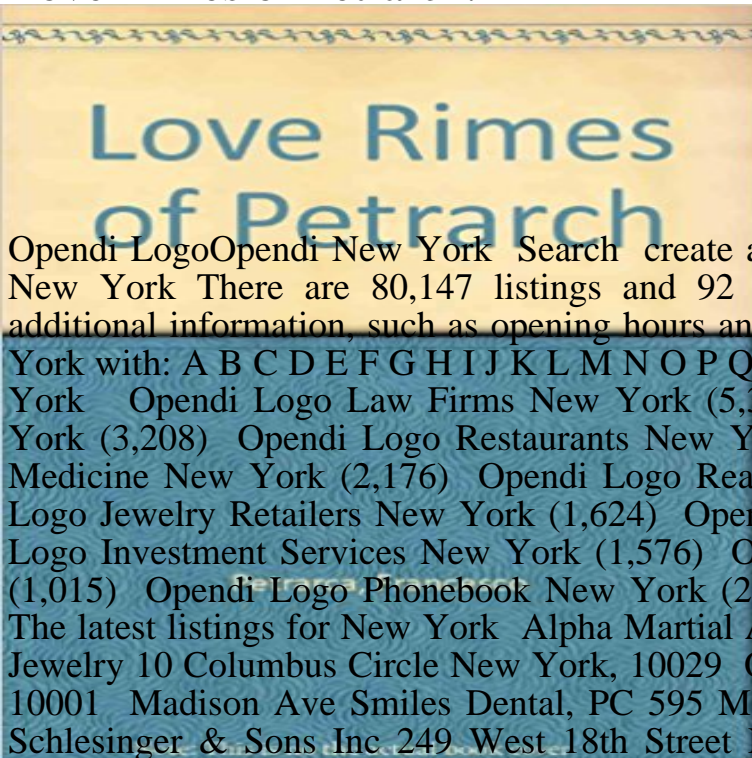 Love Rimes
of Petrarch
Opendi LogoOpendi New York Search create
New York There are 80,147 listings and 92
additional information, such as opening hours
York with: A B C D E F G H I J K L M N O P Q
York Opendi Logo Law Firms New York (5,
York (3,208) Opendi Logo Restaurants New
Medicine New York (2,176) Opendi Logo
Logo Jewelry Retailers New York (1,624)
Logo Investment Services New York (1,576)
(1,015) Opendi Logo Phonebook New York (2
The latest listings for New York Alpha Martial
Jewelry 10 Columbus Circle New York, 10029
10001 Madison Ave Smiles Dental, PC 595
Schlesinger & Sons Inc 249 West 18th Street